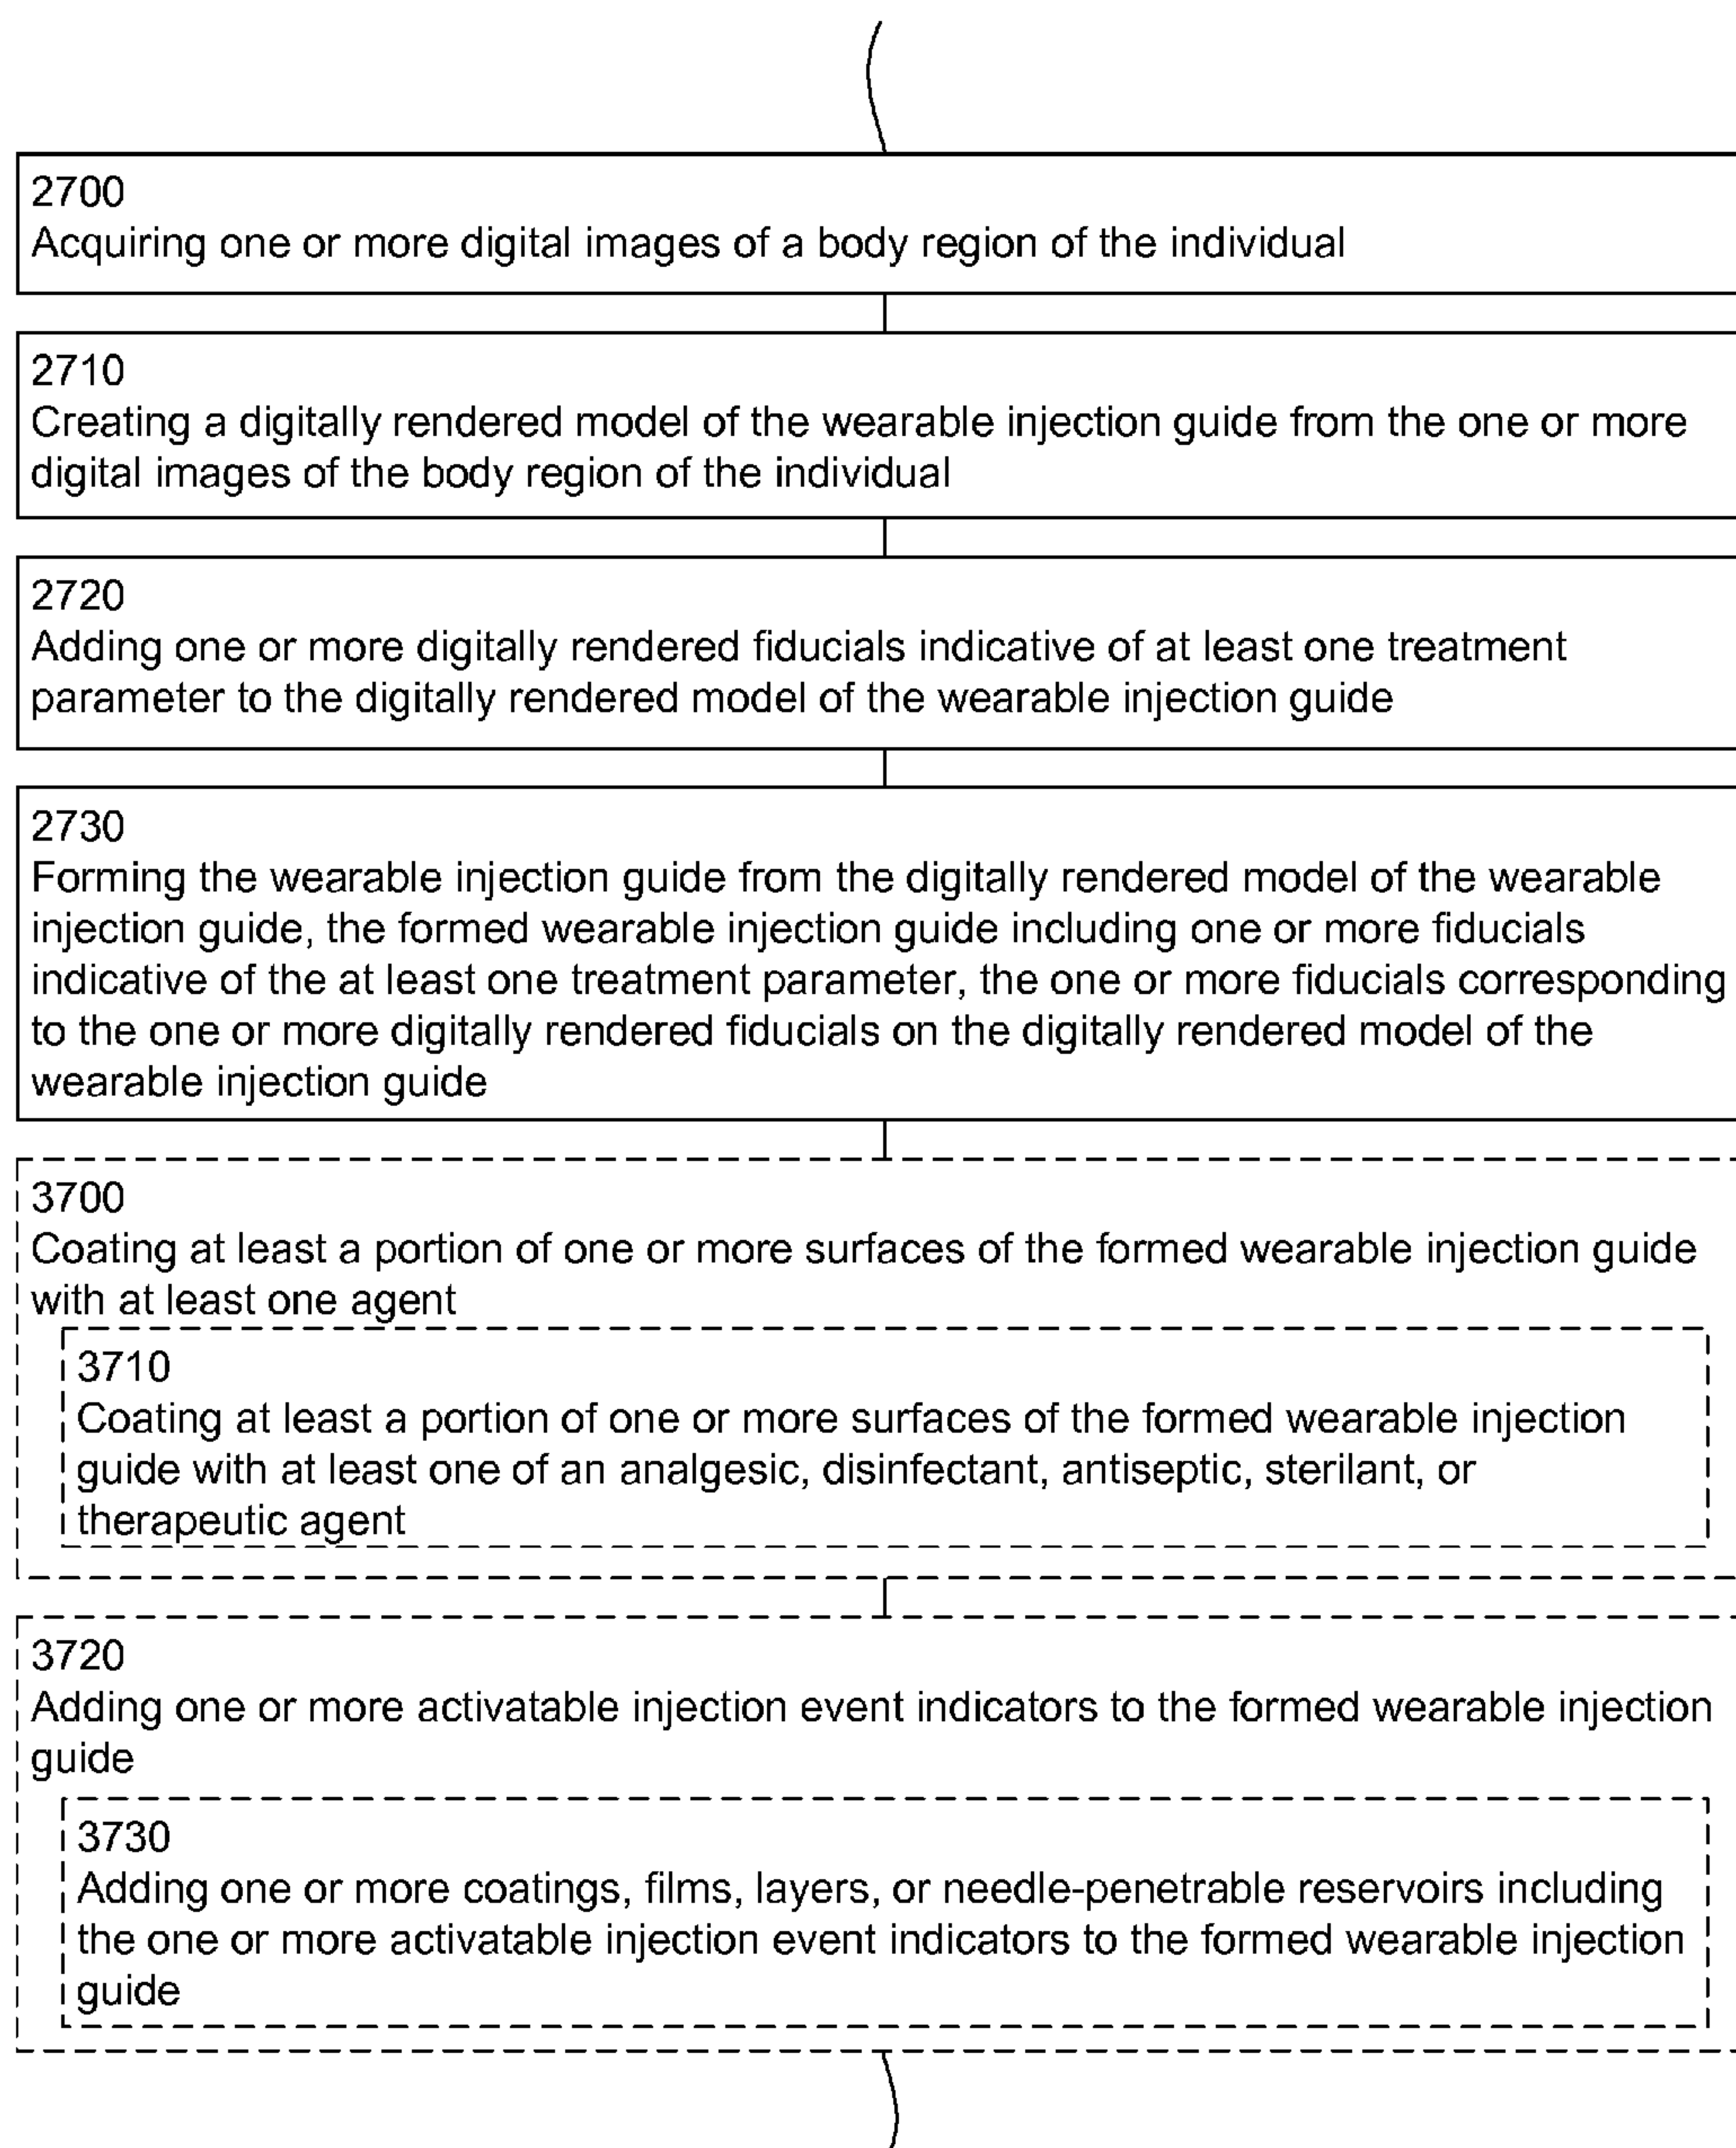 2700
Acquiring one or more digital images of a body region of the individual
2710
Creating a digitally rendered model of the wearable injection guide from the one or more
digital images of the body region of the individual
2720
Adding one or more digitally rendered fiducials indicative of at least one treatment
parameter to the digitally rendered model of the wearable injection guide
2730
Forming the wearable injection guide from the digitally rendered model of the wearable
injection guide, the formed wearable injection guide including one or more fiducials
indicative of the at least one treatment parameter, the one or more fiducials corresponding
to the one or more digitally rendered fiducials on the digitally rendered model of the
wearable injection guide
3700
Coating at least a portion of one or more surfaces of the formed wearable injection guide
with at least one agent
3710
Coating at least a portion of one or more surfaces of the formed wearable injection
guide with at least one of an analgesic, disinfectant, antiseptic, sterilant, or
therapeutic agent
3720
Adding one or more activatable injection event indicators to the formed wearable injection
guide
3730
Adding one or more coatings, films, layers, or needle-penetrable reservoirs including
the one or more activatable injection event indicators to the formed wearable injection
guide